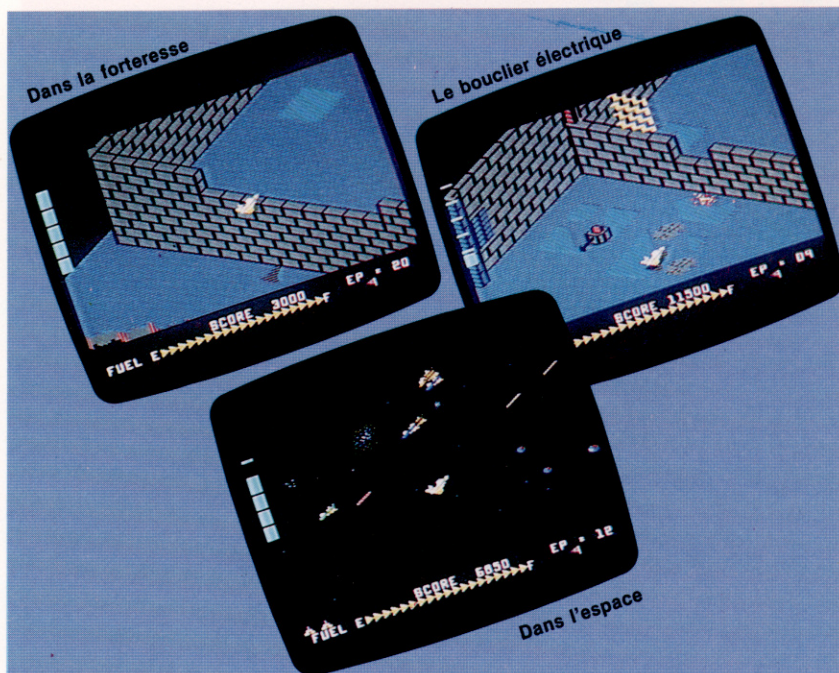 Dans la forteresse
EP = 20
SCORE 3000
FUEL E F
Le bouclier électrique
EP = 09
SCORE 11500
EP = 12
SCORE 6850
FUEL E F
Dans l'espace